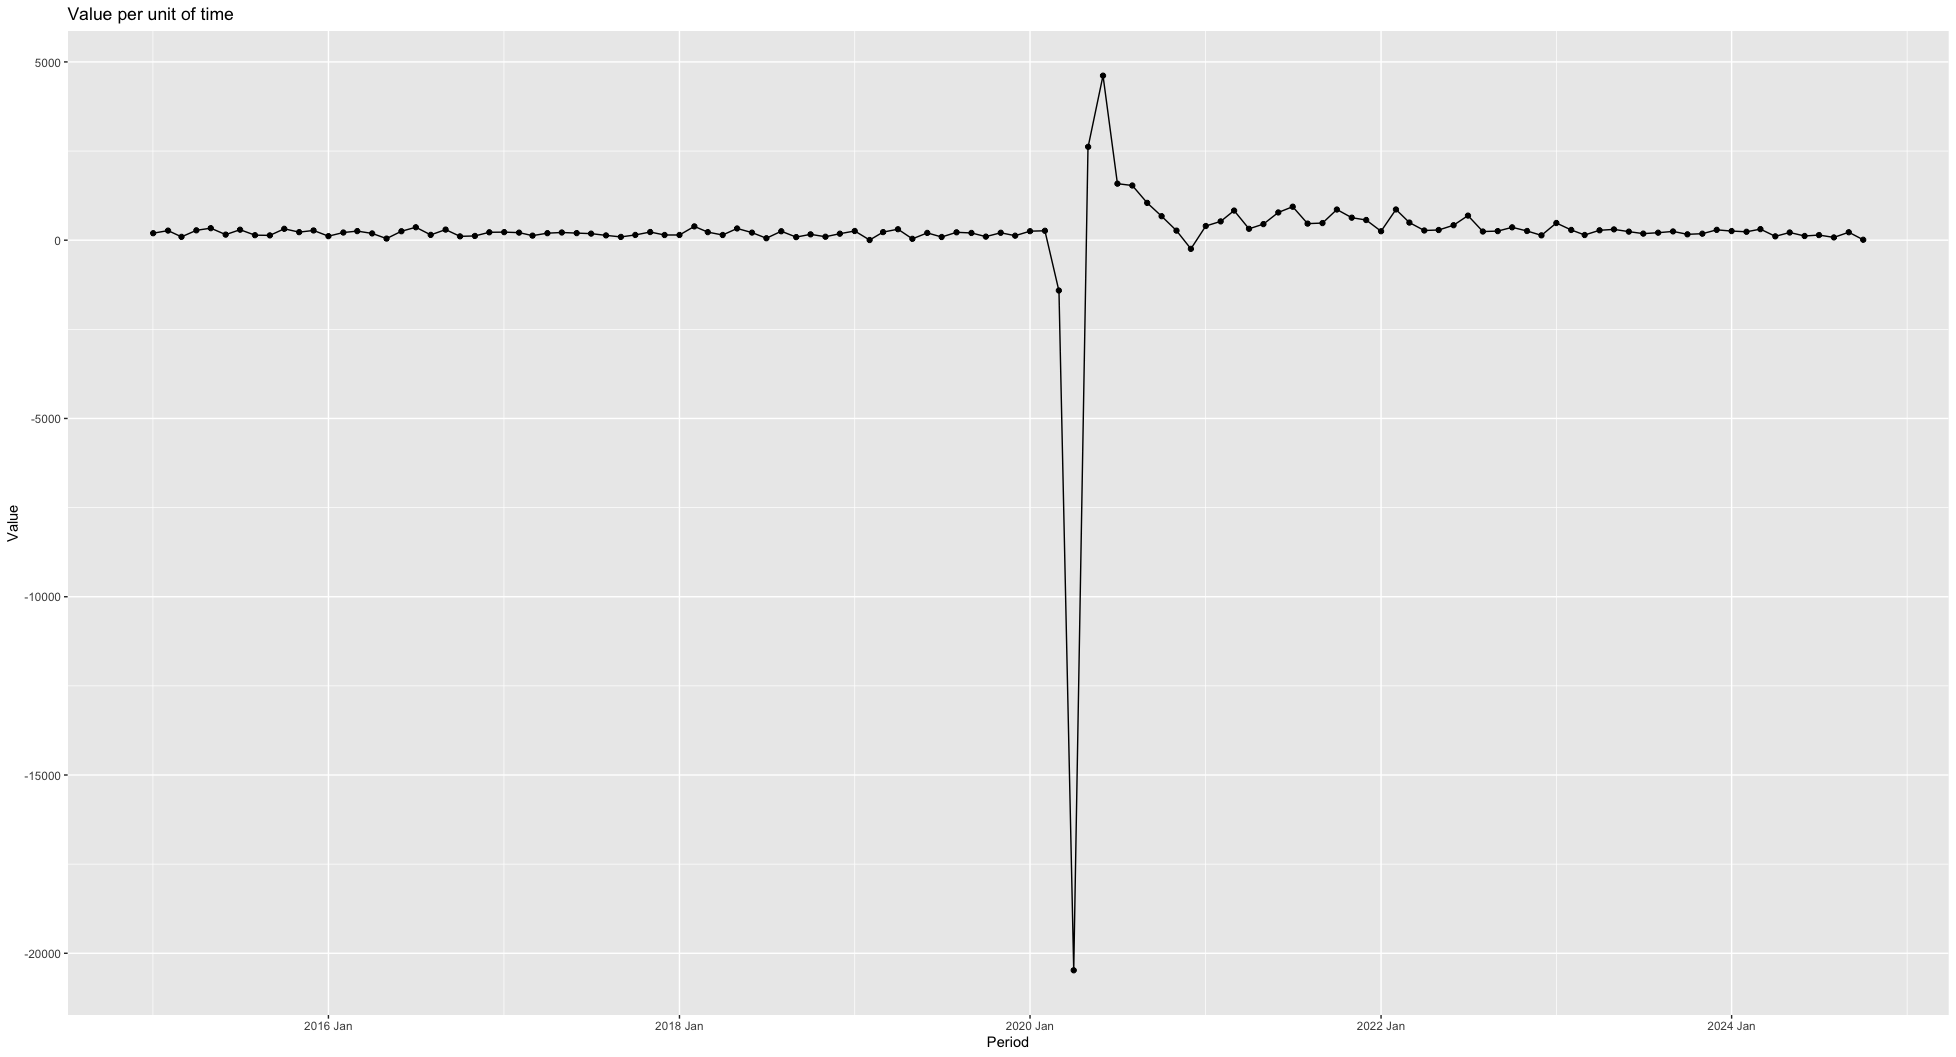 Value per unit of time
5000
0
-5000
-10000
-15000
-20000
Value
2016 Jan
2018 Jan
2020 Jan
2022 Jan
2024 Jan
Period